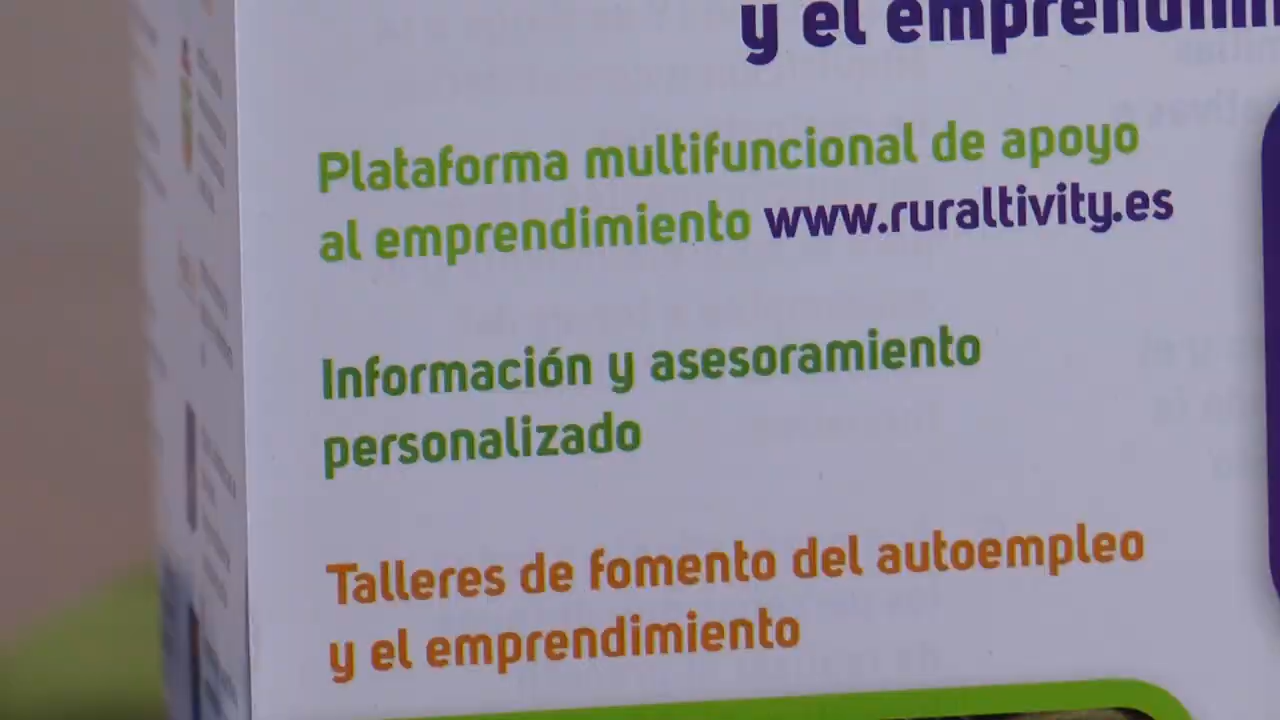 y el
Plataforma multifuncional de apoyo
al emprendimiento www.ruraltivity.es
Información y asesoramiento
personalizado
Talleres de fomento del autoempleo
y el emprendimiento